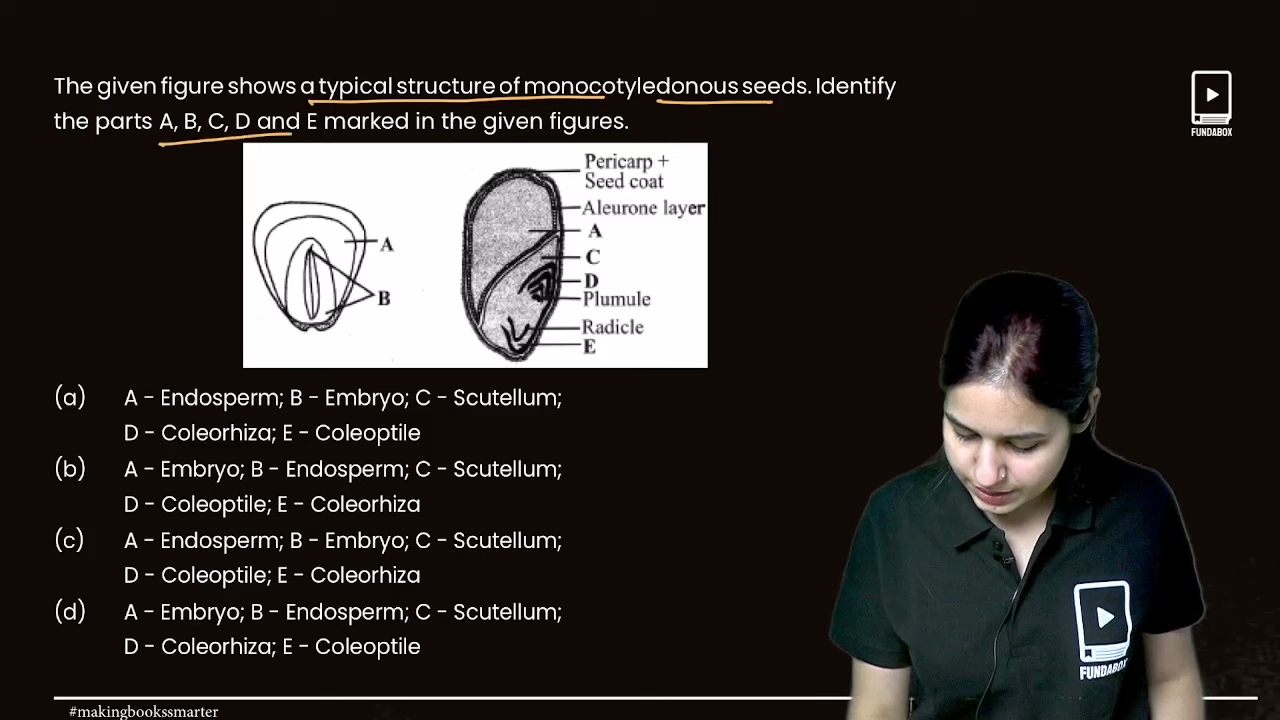 The given figure shows a typical structure of monocotyledonous seeds. Identify
the parts A, B, C, D and E marked in the given figures.
FUNDABOX
Pericarp +
Seed coat
Aleurone layer
A
A
C
D
B
Plumule
Radicle
E
(a) A - Endosperm; B - Embryo; C - Scutellum;
D - Coleorhiza; E - Coleoptile
(b) A - Embryo; B - Endosperm; C - Scutellum;
D - Coleoptile; E - Coleorhiza
(c) A - Endosperm; B - Embryo; C - Scutellum;
D - Coleoptile; E - Coleorhiza
(d) A - Embryo; B - Endosperm; C - Scutellum;
D - Coleorhiza; E - Coleoptile
FUNDABOX
#makingbookssmarter